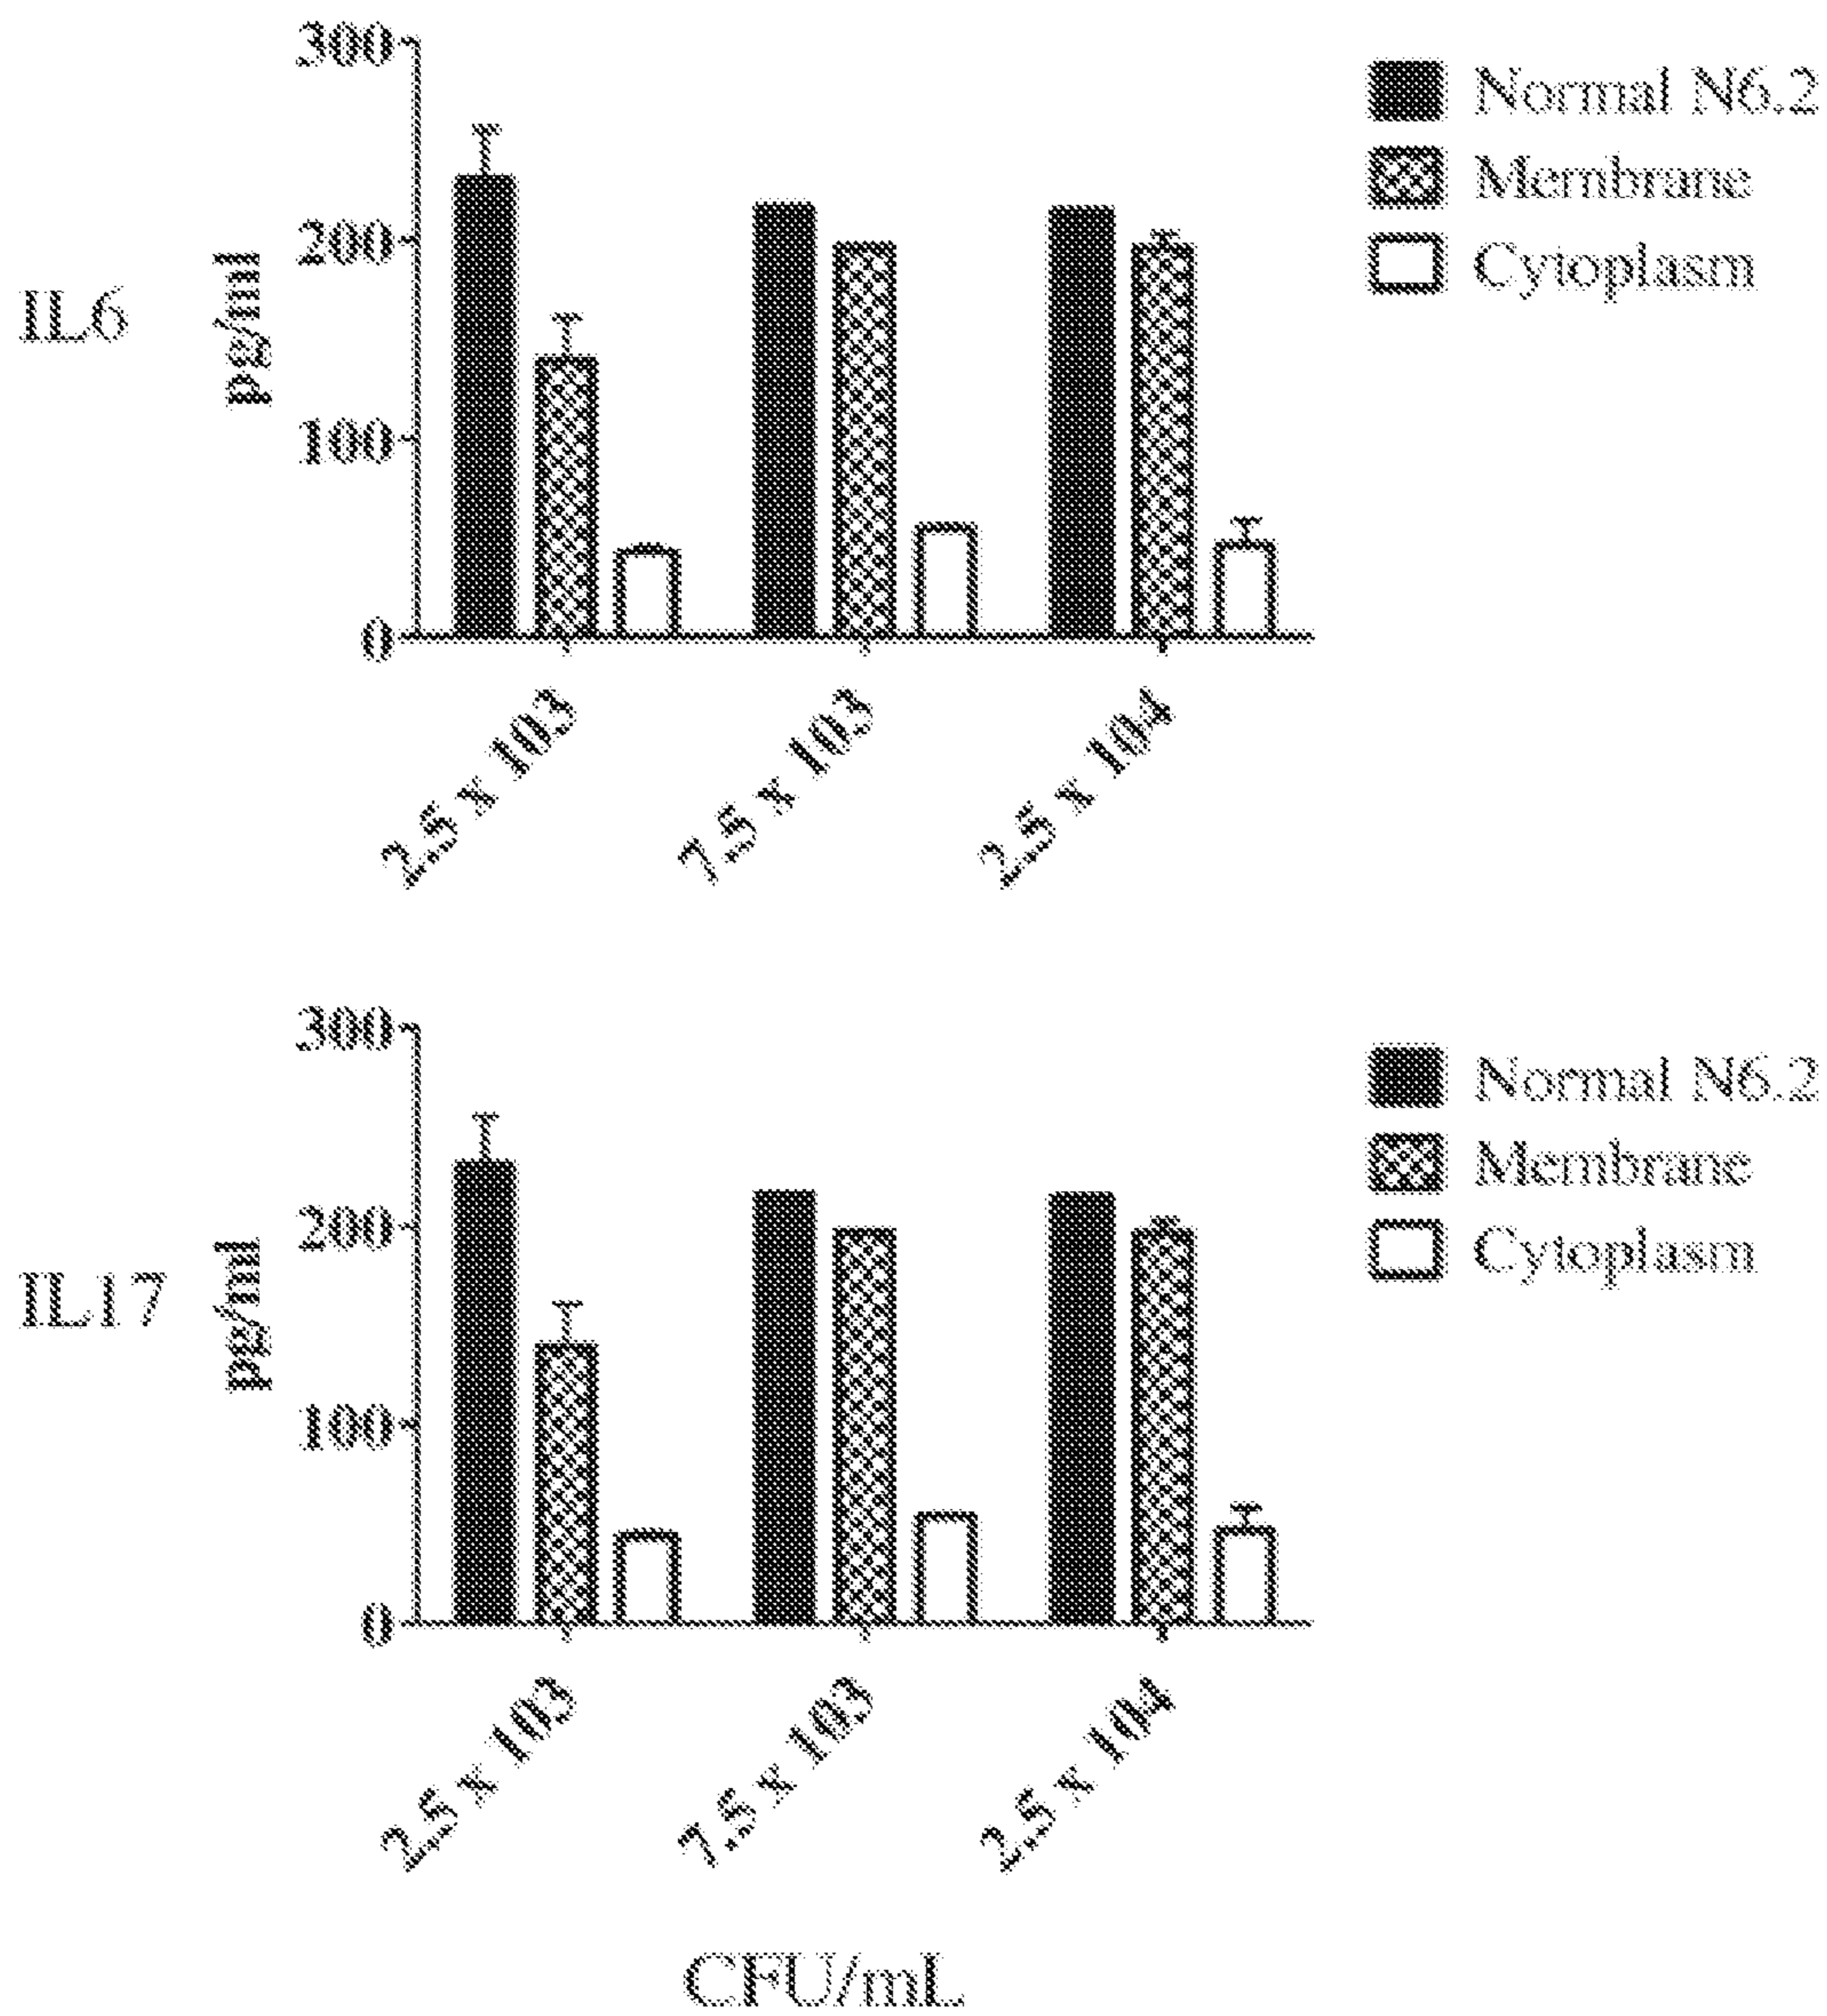 300
200
100
0
IL6
pg/ml
Normal N6.2
Membrane
Cytoplasm
2.5 x 103
7.5 x 103
2.5 x 104
300
200
100
0
IL17
pg/ml
Normal N6.2
Membrane
Cytoplasm
2.5 x 103
7.5 x 103
2.5 x 104
CFU/mL